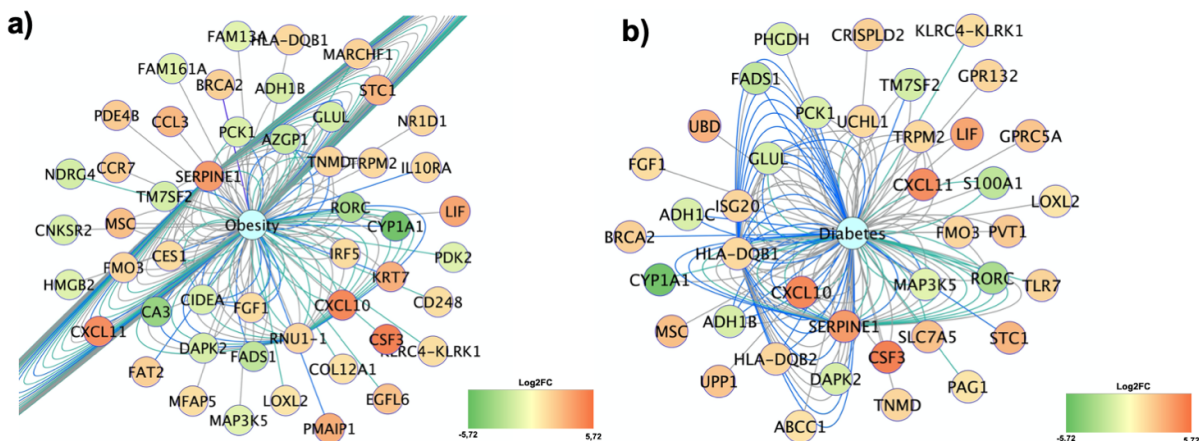 a)
FAM13A
HLA-DQB1
MARCHF1
FAM161A
BRCA2
ADH1B
STC1
PDE4B
CCL3
PCK1
GLUL
AZGP1
NR1D1
NDRG4
CCR7
SERPINE1
TNMD
TRPM2
IL10RA
TM7SF2
RORC
LIF
CNKSR2
MSC
Obesity
CYP1A1
FMO3
CES1
IRF5
PDK2
HMGB2
KRT7
CXCL11
CA3
CIDEA
FGF1
CXCL10
CD248
RNU1-1
CSF3
KLRC4-KLRK1
FAT2
DAPK2
FADS1
COL12A1
MFAP5
MAP3K5
LOXL2
EGFL6
PMAIP1
Log2FC
-5,72
5,72
b)
PHGDH
CRISPLD2
KLRC4-KLRK1
FADS1
TM7SF2
GPR132
UBD
PCK1
UCHL1
TRPM2
LIF
GPRC5A
FGF1
GLUL
CXCL11
S100A1
ADH1C
ISG20
LOXL2
BRCA2
HLA-DQB1
Diabetes
FMO3
PVT1
CYP1A1
CXCL10
MAP3K5
RORC
TLR7
MSC
ADH1B
SERPINE1
SLC7A5
STC1
UPP1
HLA-DQB2
DAPK2
CSF3
PAG1
ABCC1
TNMD
Log2FC
-5,72
5,72